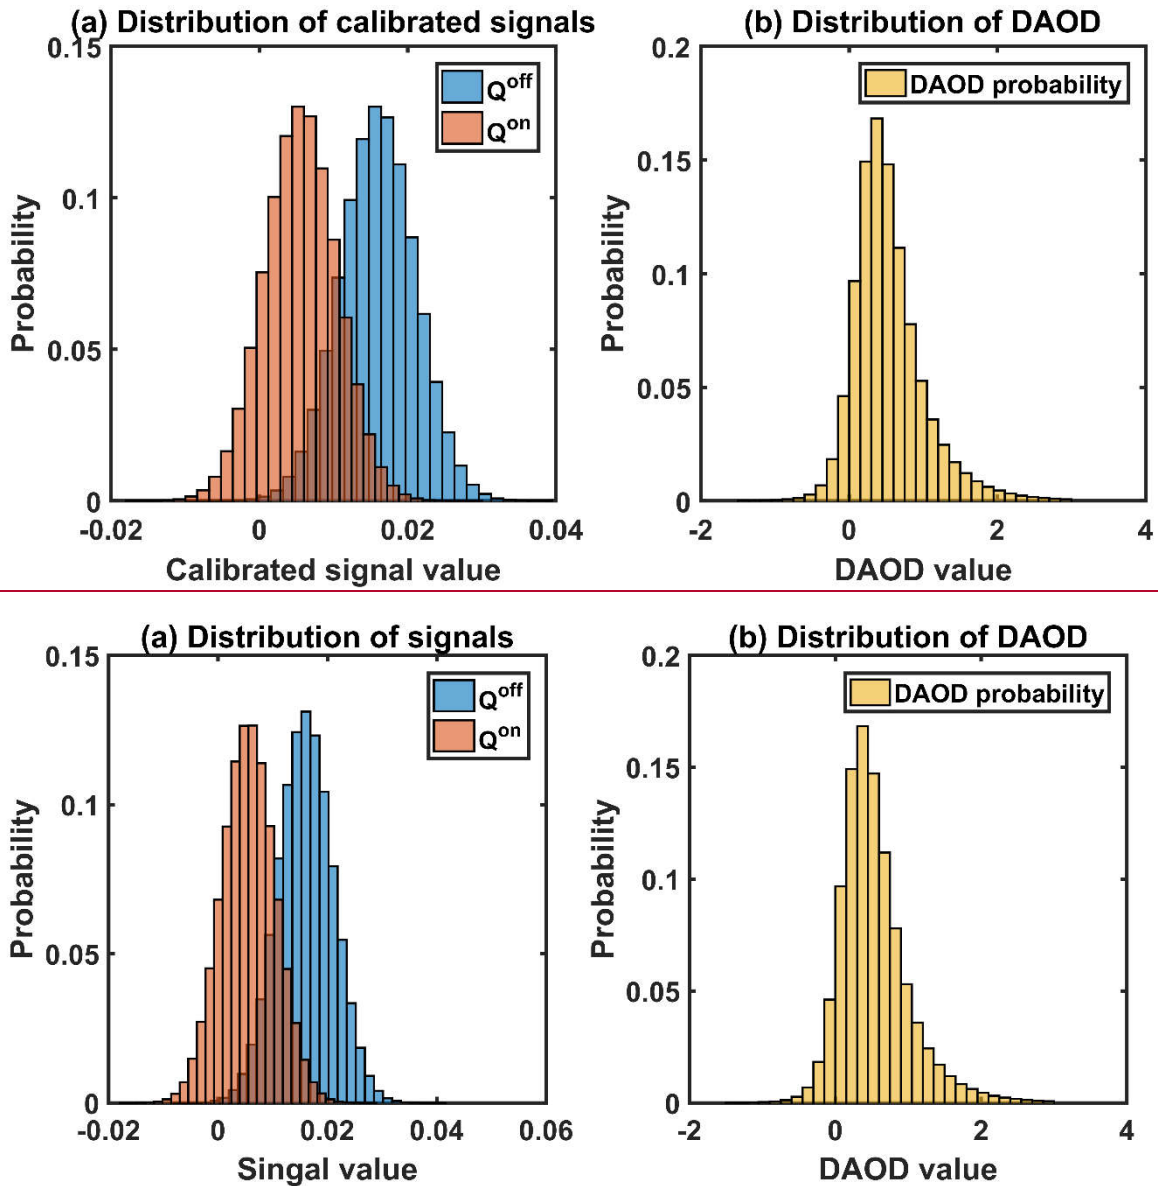 (a) Distribution of calibrated signals
0.15
0.1
0.05
0
Probability
Q^off
Q^on
-0.02 0 0.02 0.04
Calibrated signal value
(b) Distribution of DAOD
0.2
0.15
0.1
0.05
0
Probability
DAOD probability
-2 0 2 4
DAOD value
(a) Distribution of signals
0.15
0.1
0.05
0
Probability
Q^off
Q^on
-0.02 0 0.02 0.04 0.06
Singal value
(b) Distribution of DAOD
0.2
0.15
0.1
0.05
0
Probability
DAOD probability
-2 0 2 4
DAOD value